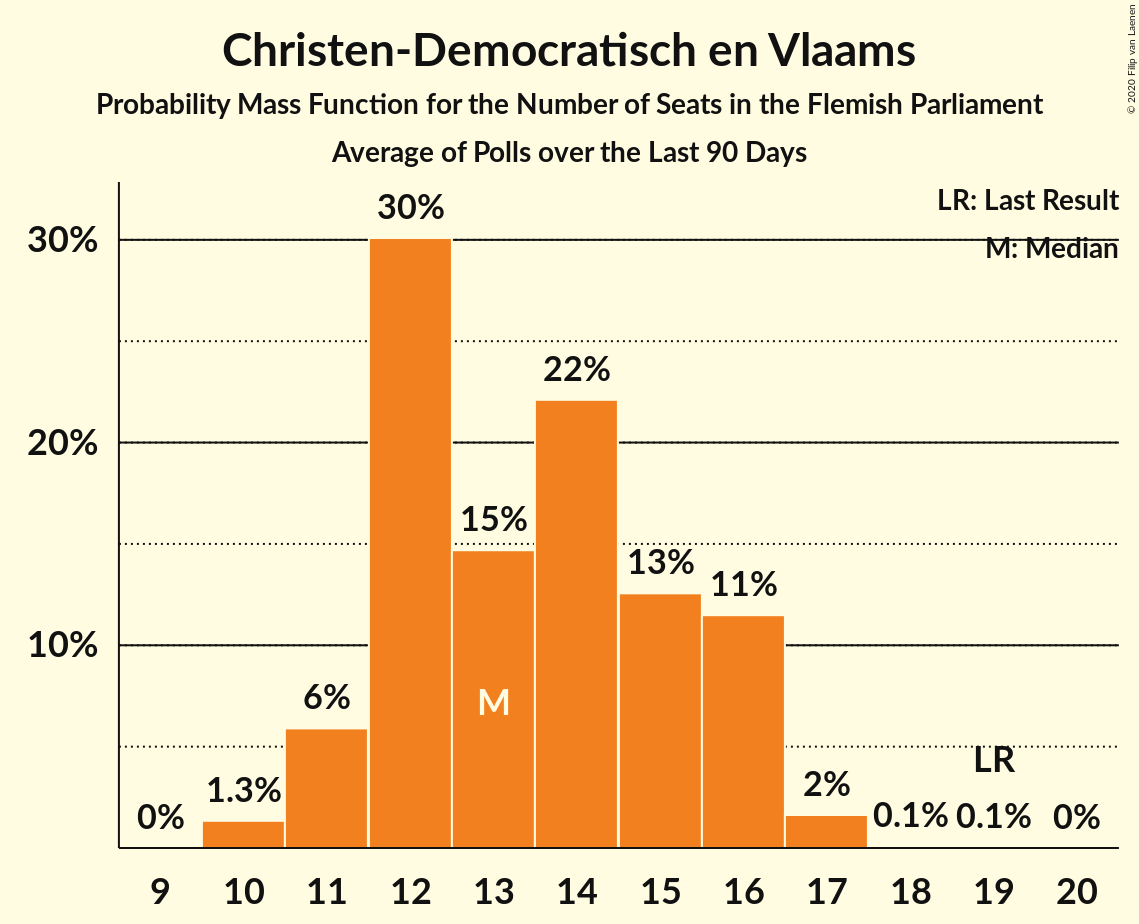 Christen-Democratisch en Vlaams
Probability Mass Function for the Number of Seats in the Flemish Parliament
Average of Polls over the Last 90 Days
© 2020 Filip van Laenen
LR: Last Result
M: Median
30%
20%
10%
0%
1.3%
6%
30%
15%
22%
13%
11%
2%
0.1%
0.1%
0%
M
LR
9 10 11 12 13 14 15 16 17 18 19 20